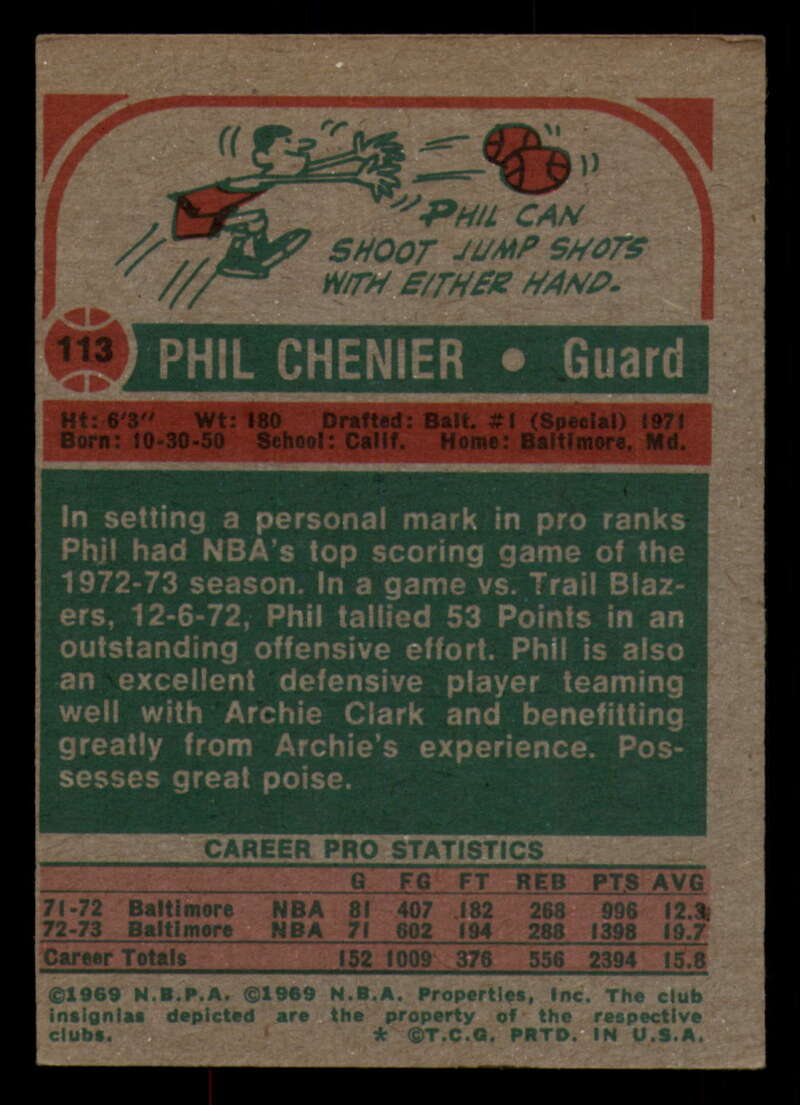 PHIL CAN
SHOOT JUMP SHOTS
WITH EITHER HAND.
113 PHIL CHENIER • Guard
Ht: 6'3" Wt: 180 Drafted: Balt. #1 (Special) 1971
Born: 10-30-50 School: Calif. Home: Baltimore, Md.
In setting a personal mark in pro ranks
Phil had NBA's top scoring game of the
1972-73 season. In a game vs. Trail Blaz-
ers, 12-6-72, Phil tallied 53 Points in an
outstanding offensive effort. Phil is also
an excellent defensive player teaming
well with Archie Clark and benefitting
greatly from Archie's experience. Pos-
sesses great poise.
CAREER PRO STATISTICS
G FG FT REB PTS AVG
71-72 Baltimore NBA 81 407 182 268 996 12.3
72-73 Baltimore NBA 71 602 194 288 1398 19.7
Career Totals 152 1009 376 556 2394 15.8
©1969 N.B.P.A. ©1969 N.B.A. Properties, Inc. The club
insignias depicted are the property of the respective
clubs. * ©T.C.G. PRTD. IN U.S.A.